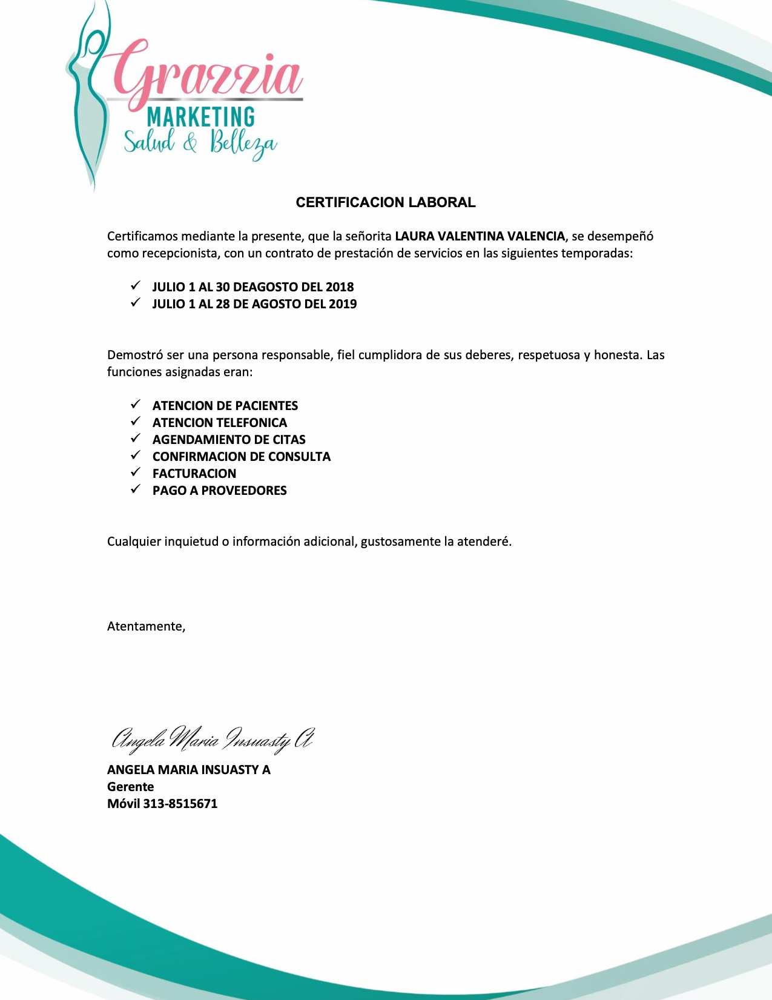 Grazzia
MARKETING
Salud & Belleza
CERTIFICACION LABORAL
Certificamos mediante la presente, que la señorita LAURA VALENTINA VALENCIA, se desempeñó
como recepcionista, con un contrato de prestación de servicios en las siguientes temporadas:
✓ JULIO 1 AL 30 DEAGOSTO DEL 2018
✓ JULIO 1 AL 28 DE AGOSTO DEL 2019
Demostró ser una persona responsable, fiel cumplidora de sus deberes, respetuosa y honesta. Las
funciones asignadas eran:
✓ ATENCION DE PACIENTES
✓ ATENCION TELEFONICA
✓ AGENDAMIENTO DE CITAS
✓ CONFIRMACION DE CONSULTA
✓ FACTURACION
✓ PAGO A PROVEEDORES
Cualquier inquietud o información adicional, gustosamente la atenderé.
Atentamente,
Angela Maria Insuasty A
ANGELA MARIA INSUASTY A
Gerente
Móvil 313-8515671